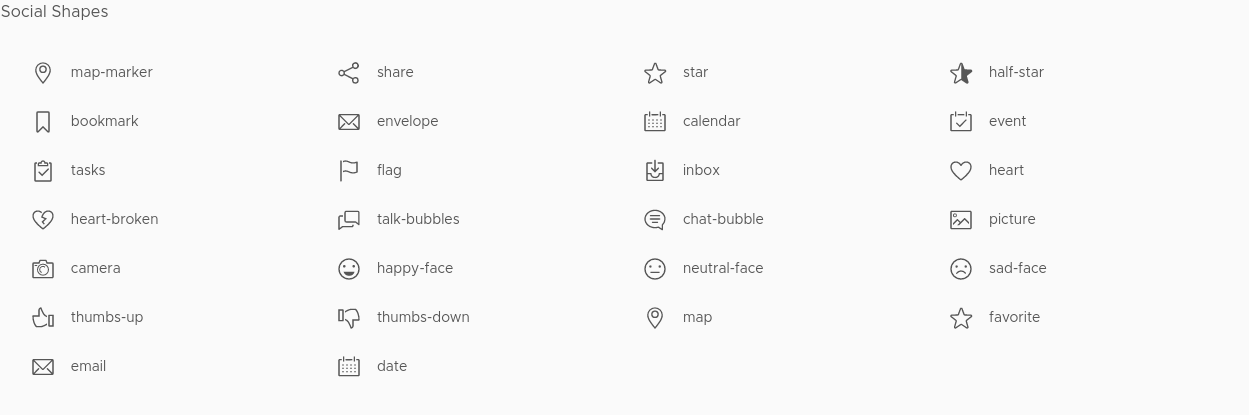 Social Shapes
map-marker share star half-star
bookmark envelope calendar event
tasks flag inbox heart
heart-broken talk-bubbles chat-bubble picture
camera happy-face neutral-face sad-face
thumbs-up thumbs-down map favorite
email date